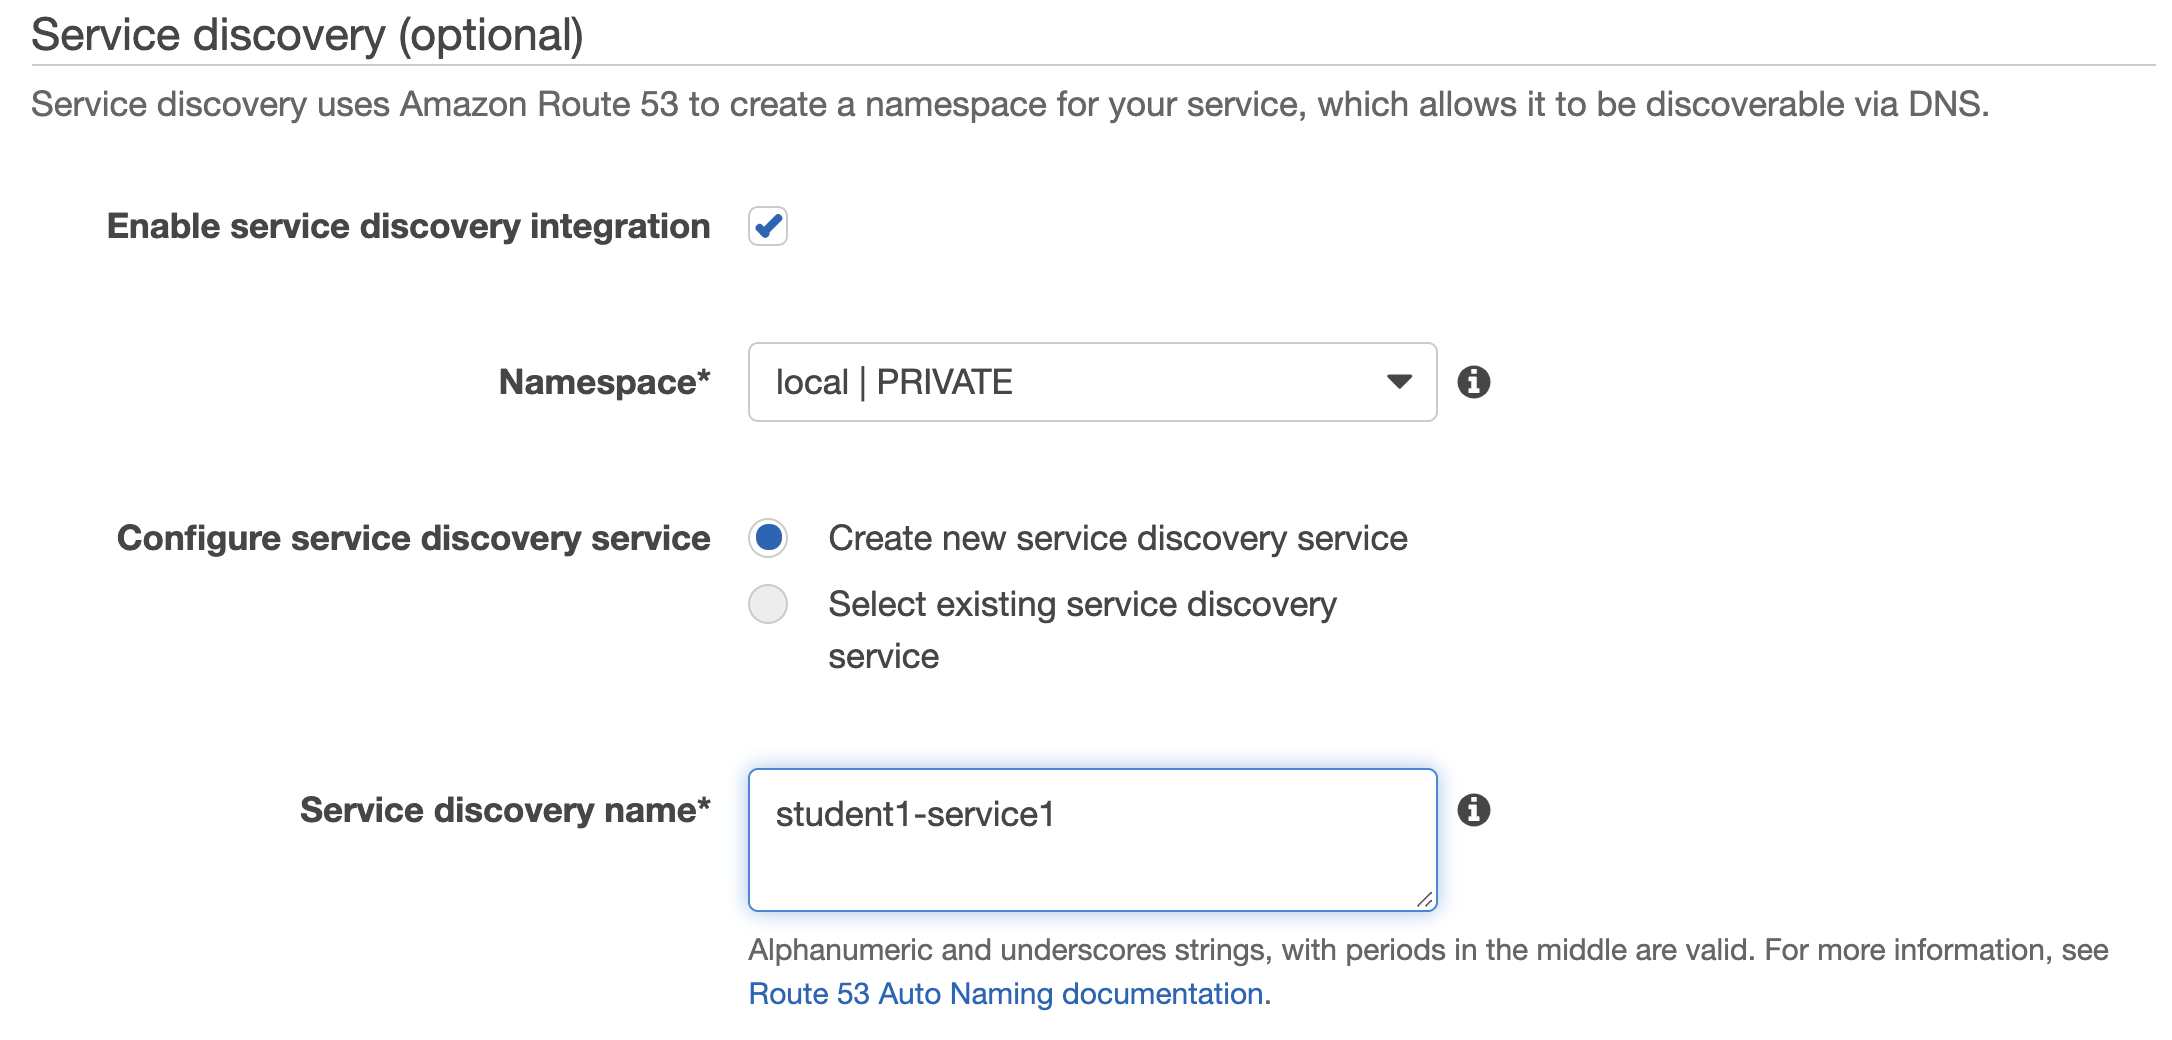 Service discovery (optional)
Service discovery uses Amazon Route 53 to create a namespace for your service, which allows it to be discoverable via DNS.
Enable service discovery integration
Namespace* local | PRIVATE
Configure service discovery service Create new service discovery service
Select existing service discovery
service
Service discovery name* student1-service1
Alphanumeric and underscores strings, with periods in the middle are valid. For more information, see
Route 53 Auto Naming documentation.